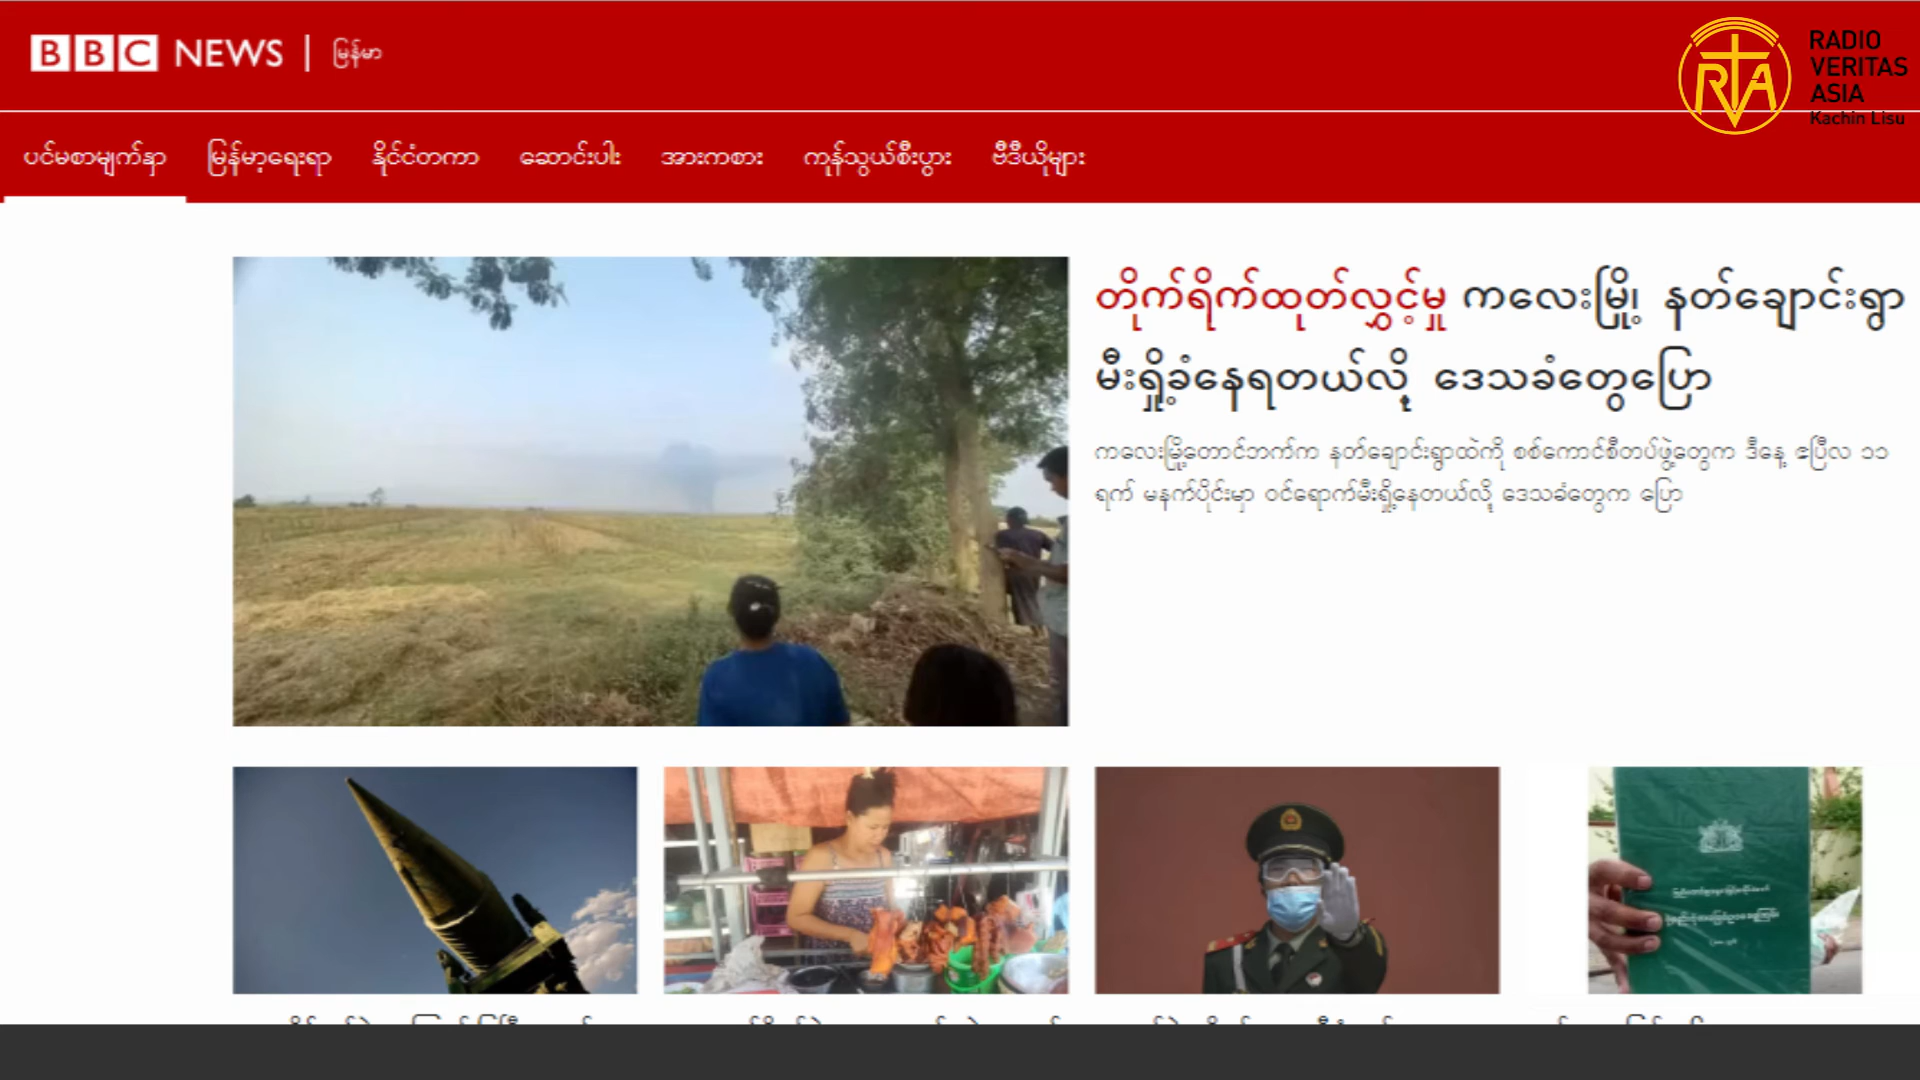 BBC NEWS | မြန်မာ
RADIO
VERITAS
ASIA
Kachin Lisu
RVA
ပင်မစာမျက်နှာ မြန်မာ့ရေးရာ နိုင်ငံတကာ ဆောင်းပါး အားကစား ကုန်သွယ်စီးပွား ဗီဒီယိုများ
တိုက်ရိုက်ထုတ်လွှင့်မှု ကလေးမြို့၊ နတ်ချောင်းရွာ
မီးရှို့ခံနေရတယ်လို့ ဒေသခံတွေပြော
ကလေးမြို့တောင်ဘက်က နတ်ချောင်းရွာထဲကို စစ်ကောင်စီတပ်ဖွဲ့တွေက ဒီနေ့ ဧပြီလ ၁၁
ရက် မနက်ပိုင်းမှာ ဝင်ရောက်မီးရှို့နေတယ်လို့ ဒေသခံတွေက ပြော